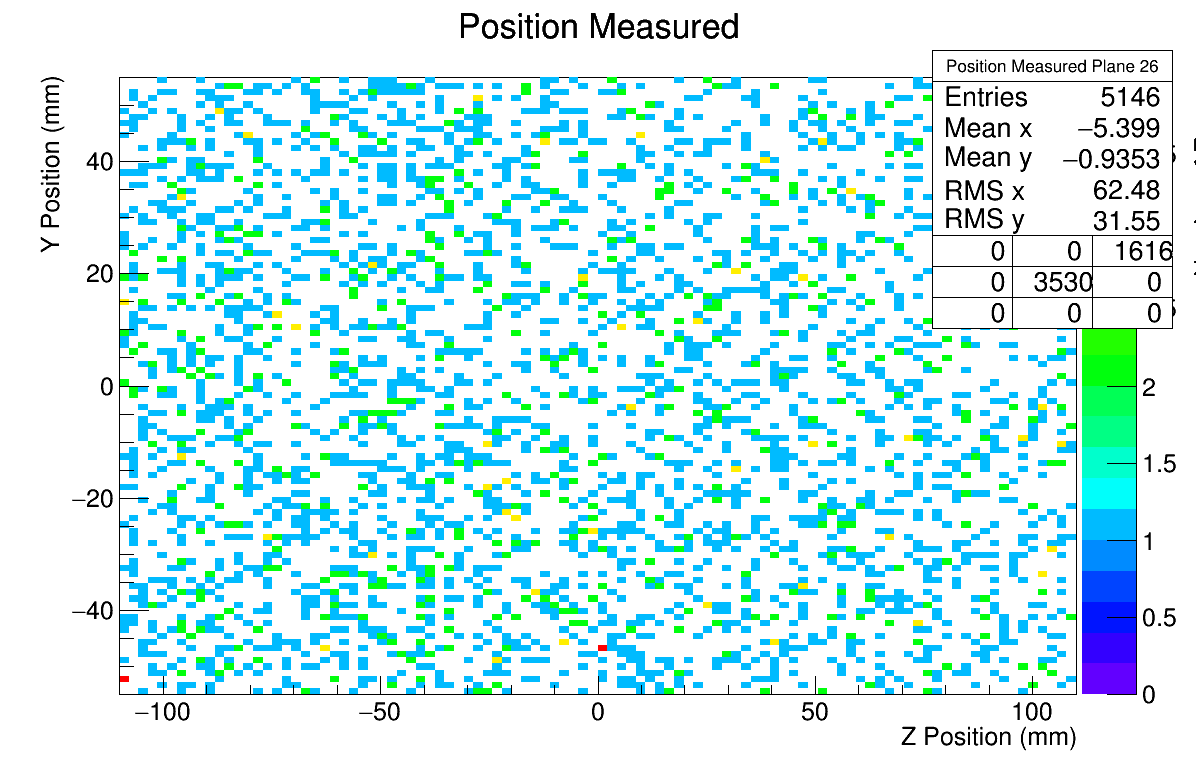 Position Measured
Y Position (mm)
Position Measured Plane 26
Entries 5146
Mean x −5.399
Mean y −0.9353
RMS x 62.48
RMS y 31.55
0 0 1616
0 3530 0
0 0 0
40
20
0
−20
−40
2
1.5
1
0.5
0
−100 −50 0 50 100
Z Position (mm)